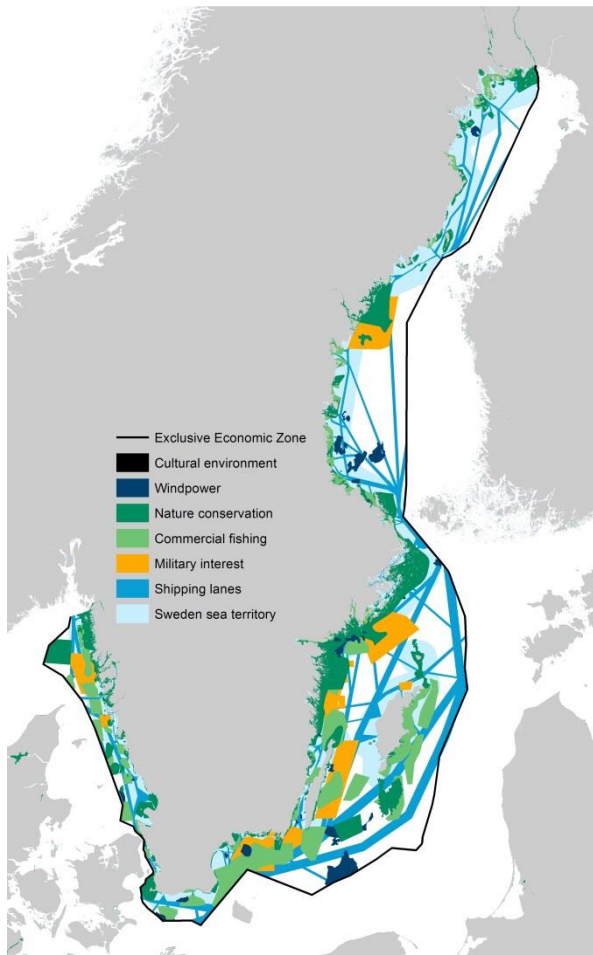 Exclusive Economic Zone
Cultural environment
Windpower
Nature conservation
Commercial fishing
Military interest
Shipping lanes
Sweden sea territory